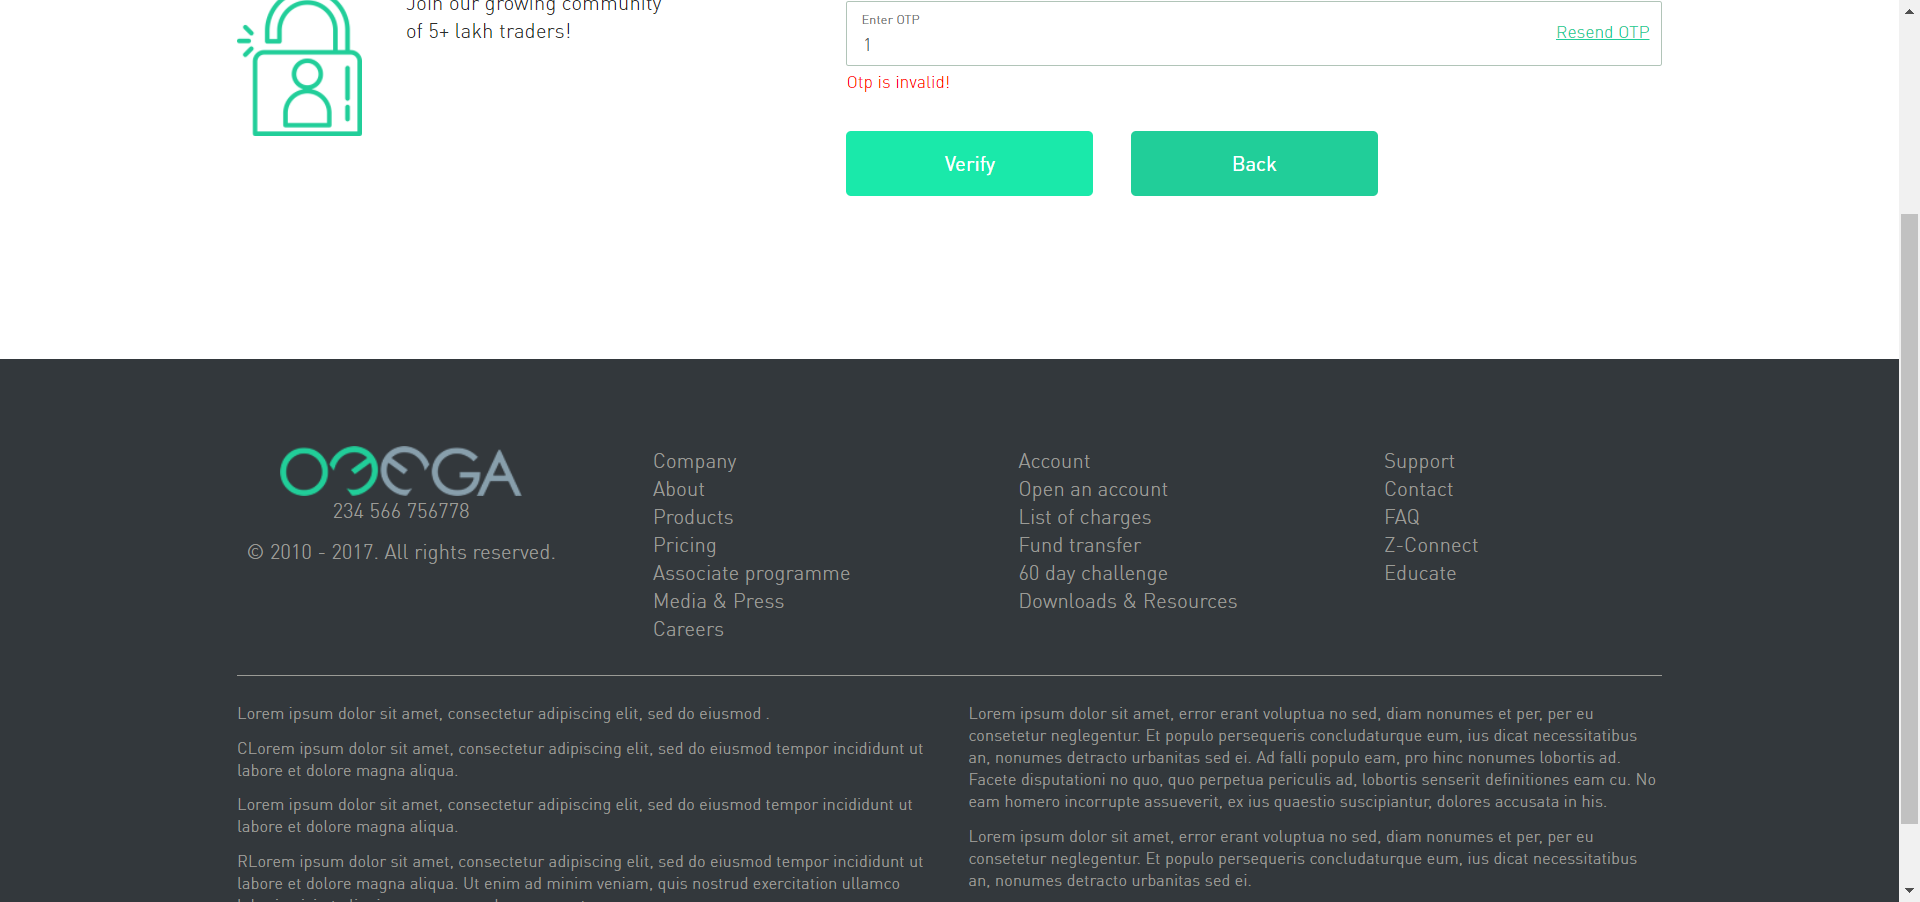 Join our growing community
of 5+ lakh traders!
Enter OTP
1
Resend OTP
Otp is invalid!
Verify
Back
OMEGA
234 566 756778
© 2010 - 2017. All rights reserved.
Company
About
Products
Pricing
Associate programme
Media & Press
Careers
Account
Open an account
List of charges
Fund transfer
60 day challenge
Downloads & Resources
Support
Contact
FAQ
Z-Connect
Educate
Lorem ipsum dolor sit amet, consectetur adipiscing elit, sed do eiusmod .
CLorem ipsum dolor sit amet, consectetur adipiscing elit, sed do eiusmod tempor incididunt ut
labore et dolore magna aliqua.
Lorem ipsum dolor sit amet, consectetur adipiscing elit, sed do eiusmod tempor incididunt ut
labore et dolore magna aliqua.
RLorem ipsum dolor sit amet, consectetur adipiscing elit, sed do eiusmod tempor incididunt ut
labore et dolore magna aliqua. Ut enim ad minim veniam, quis nostrud exercitation ullamco
Lorem ipsum dolor sit amet, error erant voluptua no sed, diam nonumes et per, per eu
consetetur neglegentur. Et populo persequeris concludaturque eum, ius dicat necessitatibus
an, nonumes detracto urbanitas sed ei. Ad falli populo eam, pro hinc nonumes lobortis ad.
Facete disputationi no quo, quo perpetua periculis ad, lobortis senserit definitiones eam cu. No
eam homero incorrupte assueverit, ex ius quaestio suscipiantur, dolores accusata in his.
Lorem ipsum dolor sit amet, error erant voluptua no sed, diam nonumes et per, per eu
consetetur neglegentur. Et populo persequeris concludaturque eum, ius dicat necessitatibus
an, nonumes detracto urbanitas sed ei.